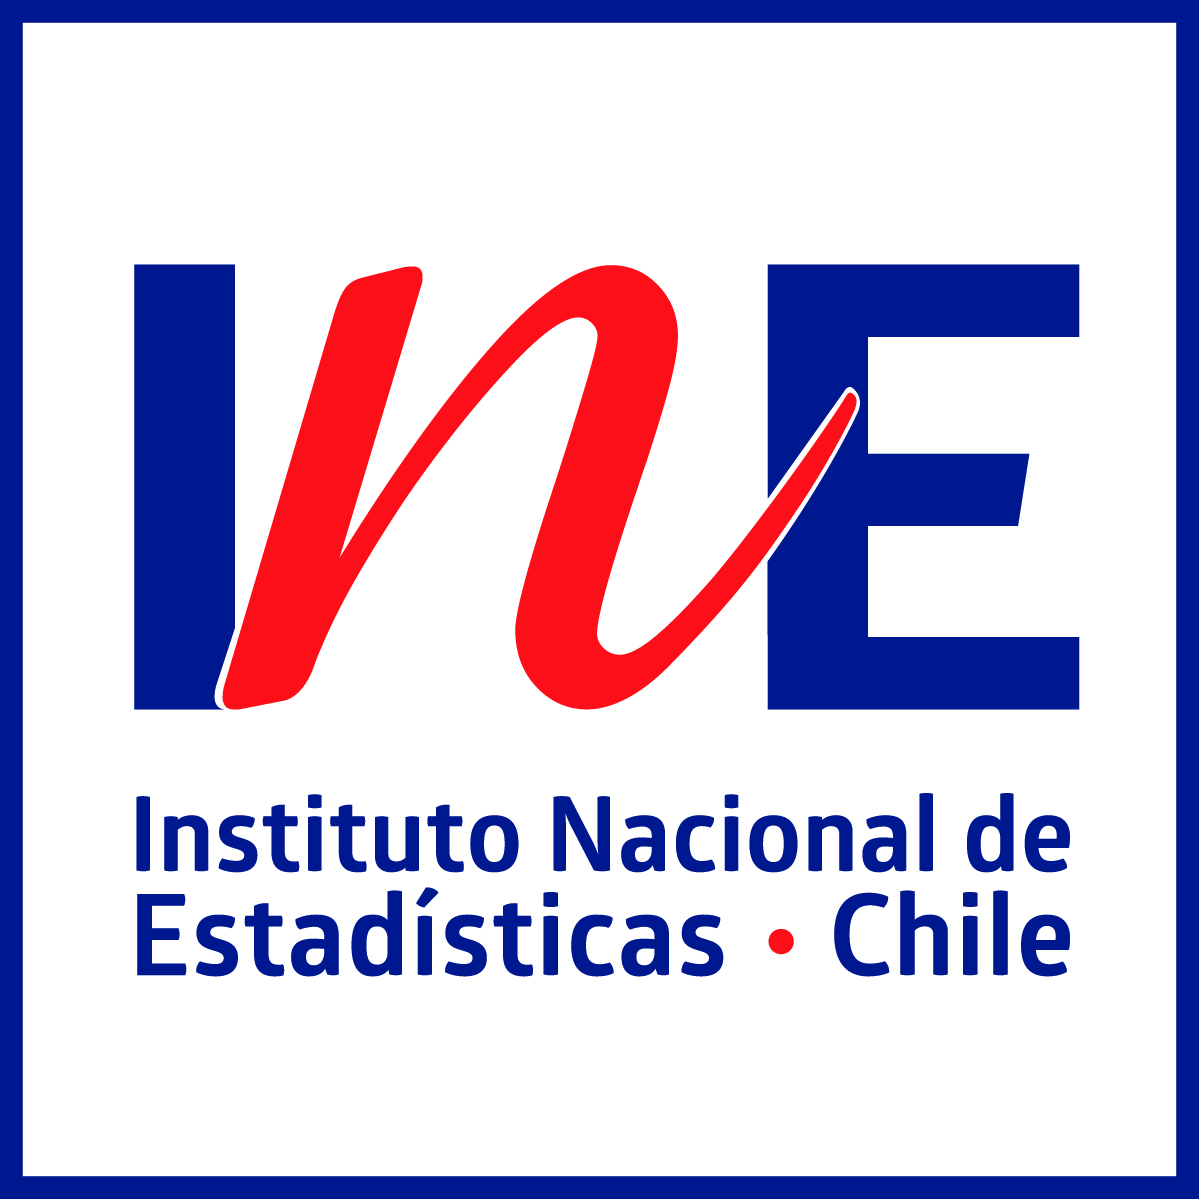 InE
Instituto Nacional de
Estadísticas • Chile